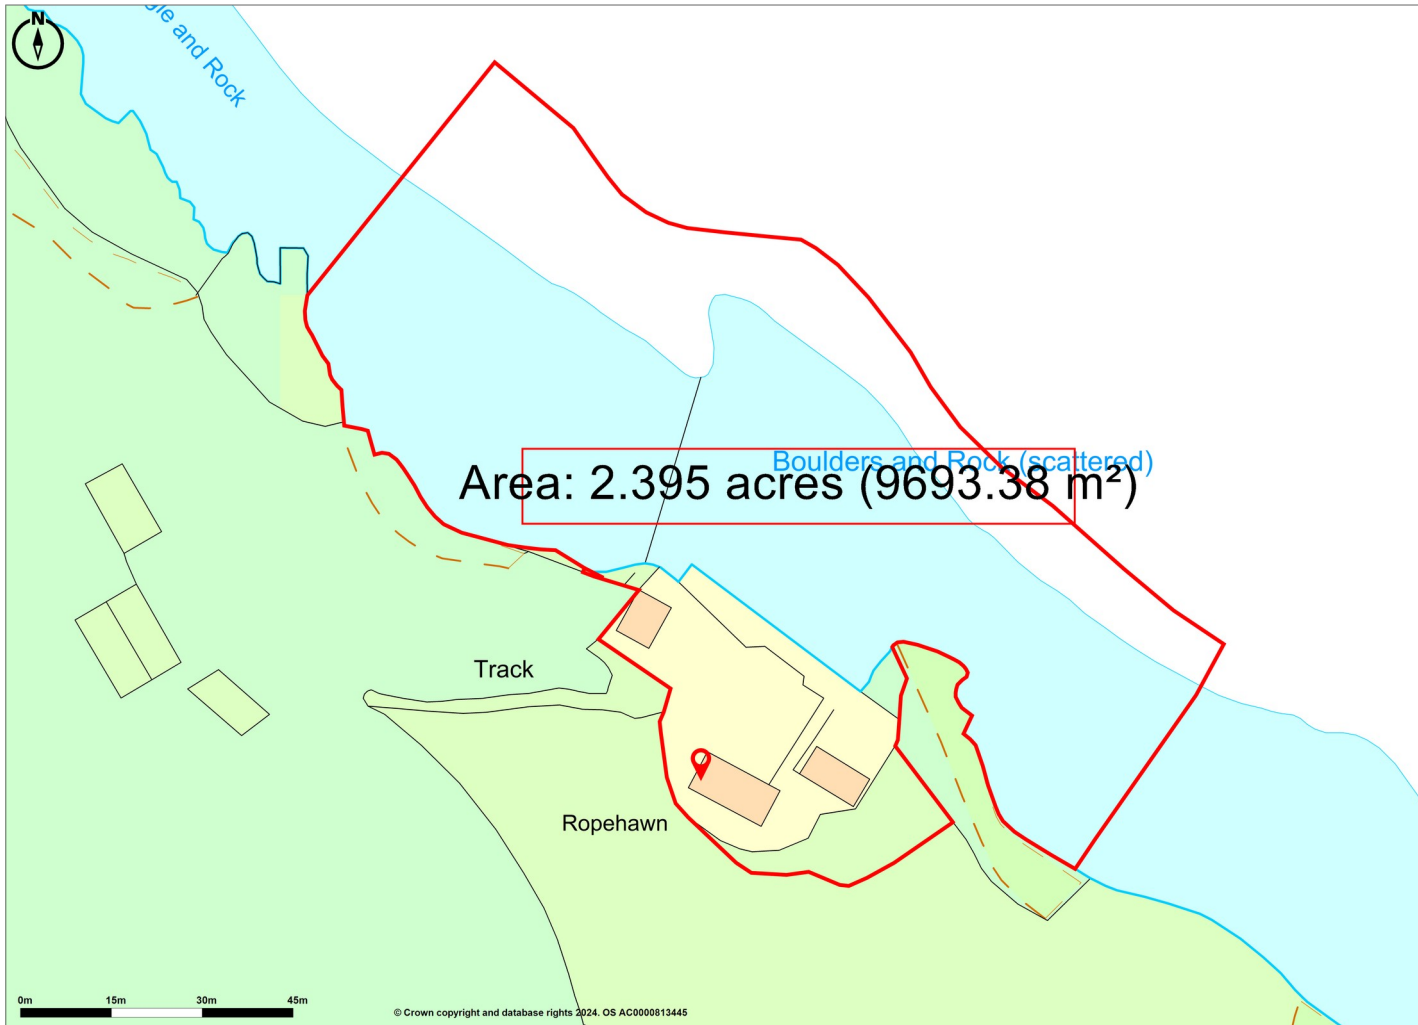 N
and Rock
Boulders and Rock (scattered)
Area: 2.395 acres (9693.38 m²)
Track
Ropehawn
0m 15m 30m 45m
© Crown copyright and database rights 2024. OS AC0000813445